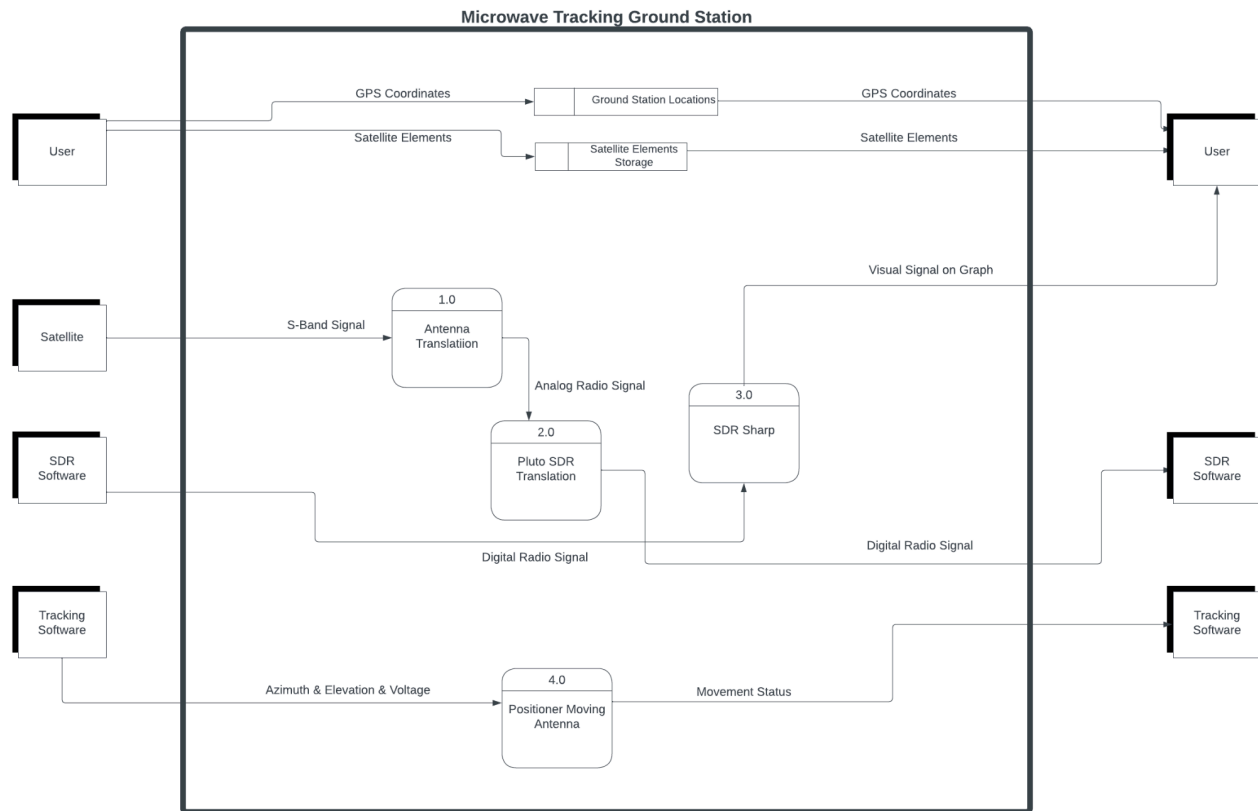 Microwave Tracking Ground Station
GPS Coordinates
Ground Station Locations
GPS Coordinates
User
Satellite Elements
Satellite Elements
Storage
Satellite Elements
User
Visual Signal on Graph
1.0
Antenna
Translatiion
S-Band Signal
Satellite
Analog Radio Signal
3.0
SDR Sharp
2.0
Pluto SDR
Translation
SDR
Software
SDR
Software
Digital Radio Signal
Digital Radio Signal
Tracking
Software
Tracking
Software
Azimuth & Elevation & Voltage
4.0
Positioner Moving
Antenna
Movement Status